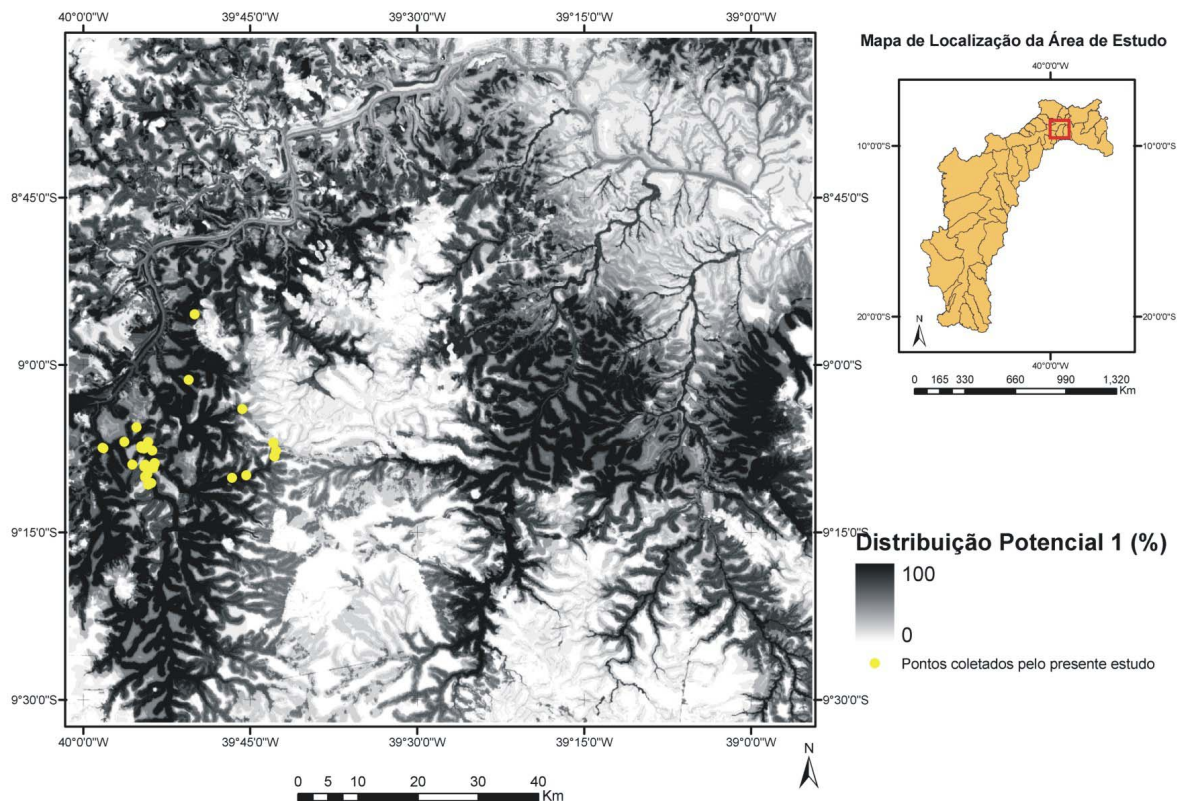 40°0'0"W 39°45'0"W 39°30'0"W 39°15'0"W 39°0'0"W
8°45'0"S 8°45'0"S
9°0'0"S 9°0'0"S
9°15'0"S 9°15'0"S
9°30'0"S 9°30'0"S
40°0'0"W 39°45'0"W 39°30'0"W 39°15'0"W 39°0'0"W
0 5 10 20 30 40
Km
N
Mapa de Localização da Área de Estudo
40°0'0"W
10°0'0"S 10°0'0"S
20°0'0"S 20°0'0"S
N
40°0'0"W
0 165 330 660 990 1,320
Km
Distribuição Potencial 1 (%)
100
0
Pontos coletados pelo presente estudo